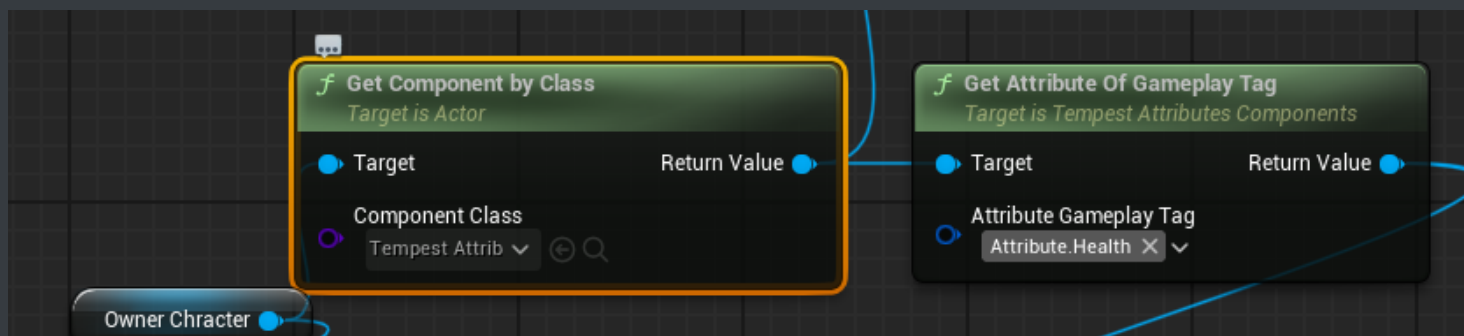 Get Component by Class
Target is Actor
Target
Return Value
Component Class
Tempest Attrib
Get Attribute Of Gameplay Tag
Target is Tempest Attributes Components
Target
Return Value
Attribute Gameplay Tag
Attribute.Health
Owner Chracter